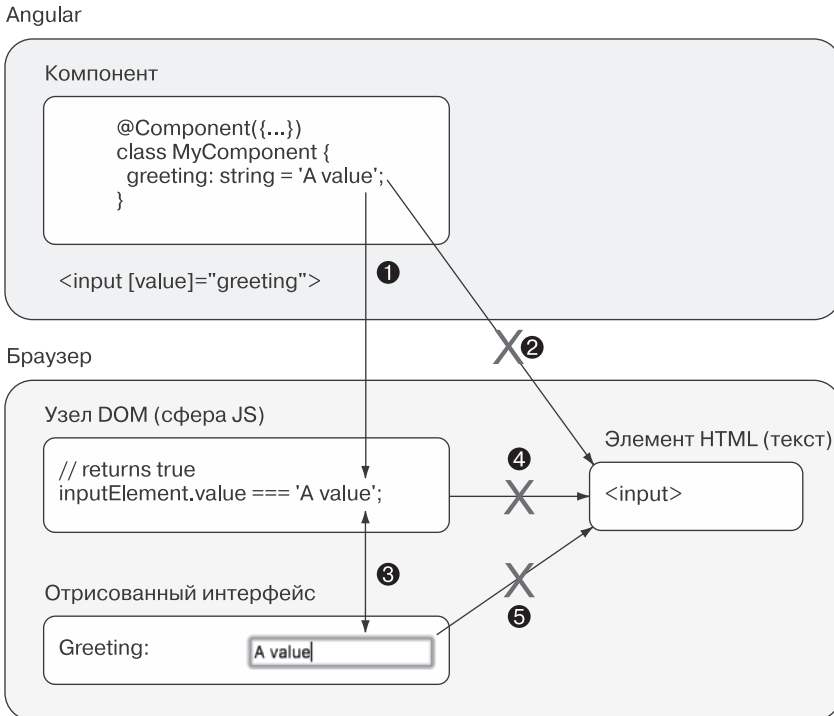 Angular
Компонент
@Component({...})
class MyComponent {
greeting: string = 'A value';
}
<input [value]="greeting">
❶
❷
Браузер
Узел DOM (сфера JS)
// returns true
inputElement.value === 'A value';
❹
Элемент HTML (текст)
<input>
❸
Отрисованный интерфейс
❺
Greeting:
A value